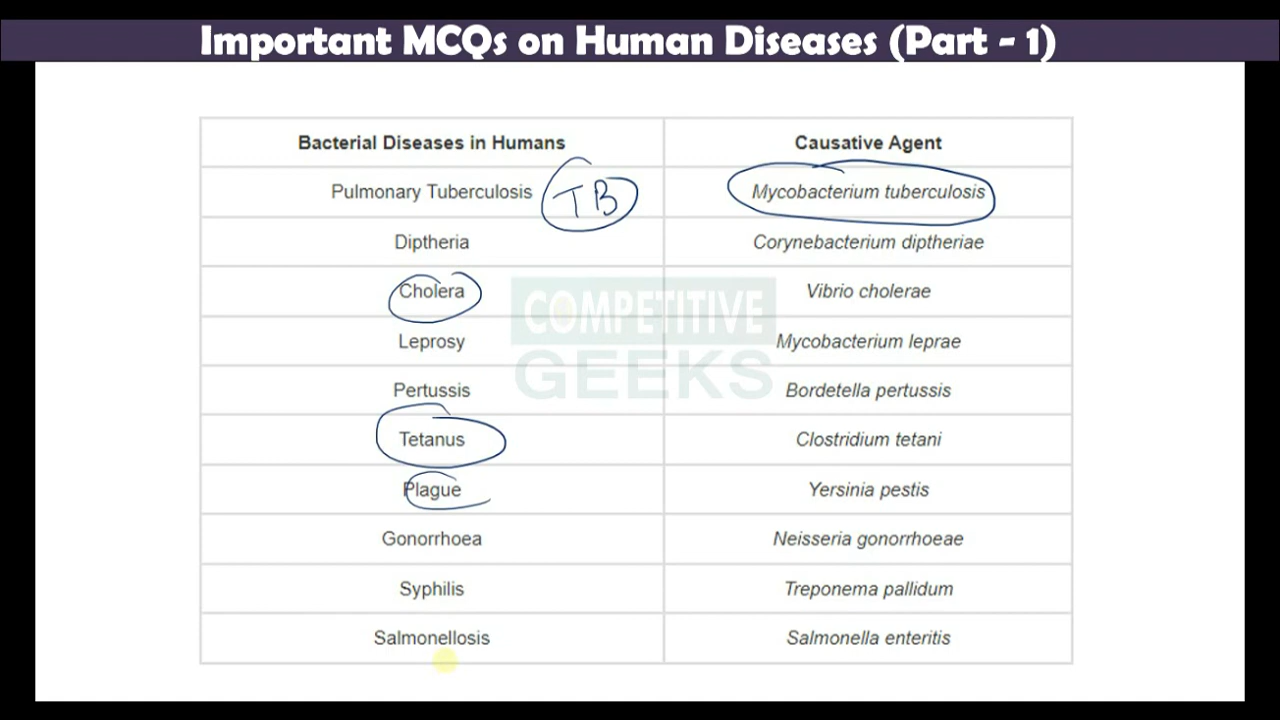 Important MCQs on Human Diseases (Part - 1)
Bacterial Diseases in Humans Causative Agent
Pulmonary Tuberculosis TB Mycobacterium tuberculosis
Diptheria Corynebacterium diptheriae
Cholera Vibrio cholerae
COMPETITIVE
Leprosy Mycobacterium leprae
GEEKS
Pertussis Bordetella pertussis
Tetanus Clostridium tetani
Plague Yersinia pestis
Gonorrhoea Neisseria gonorrhoeae
Syphilis Treponema pallidum
Salmonellosis Salmonella enteritis